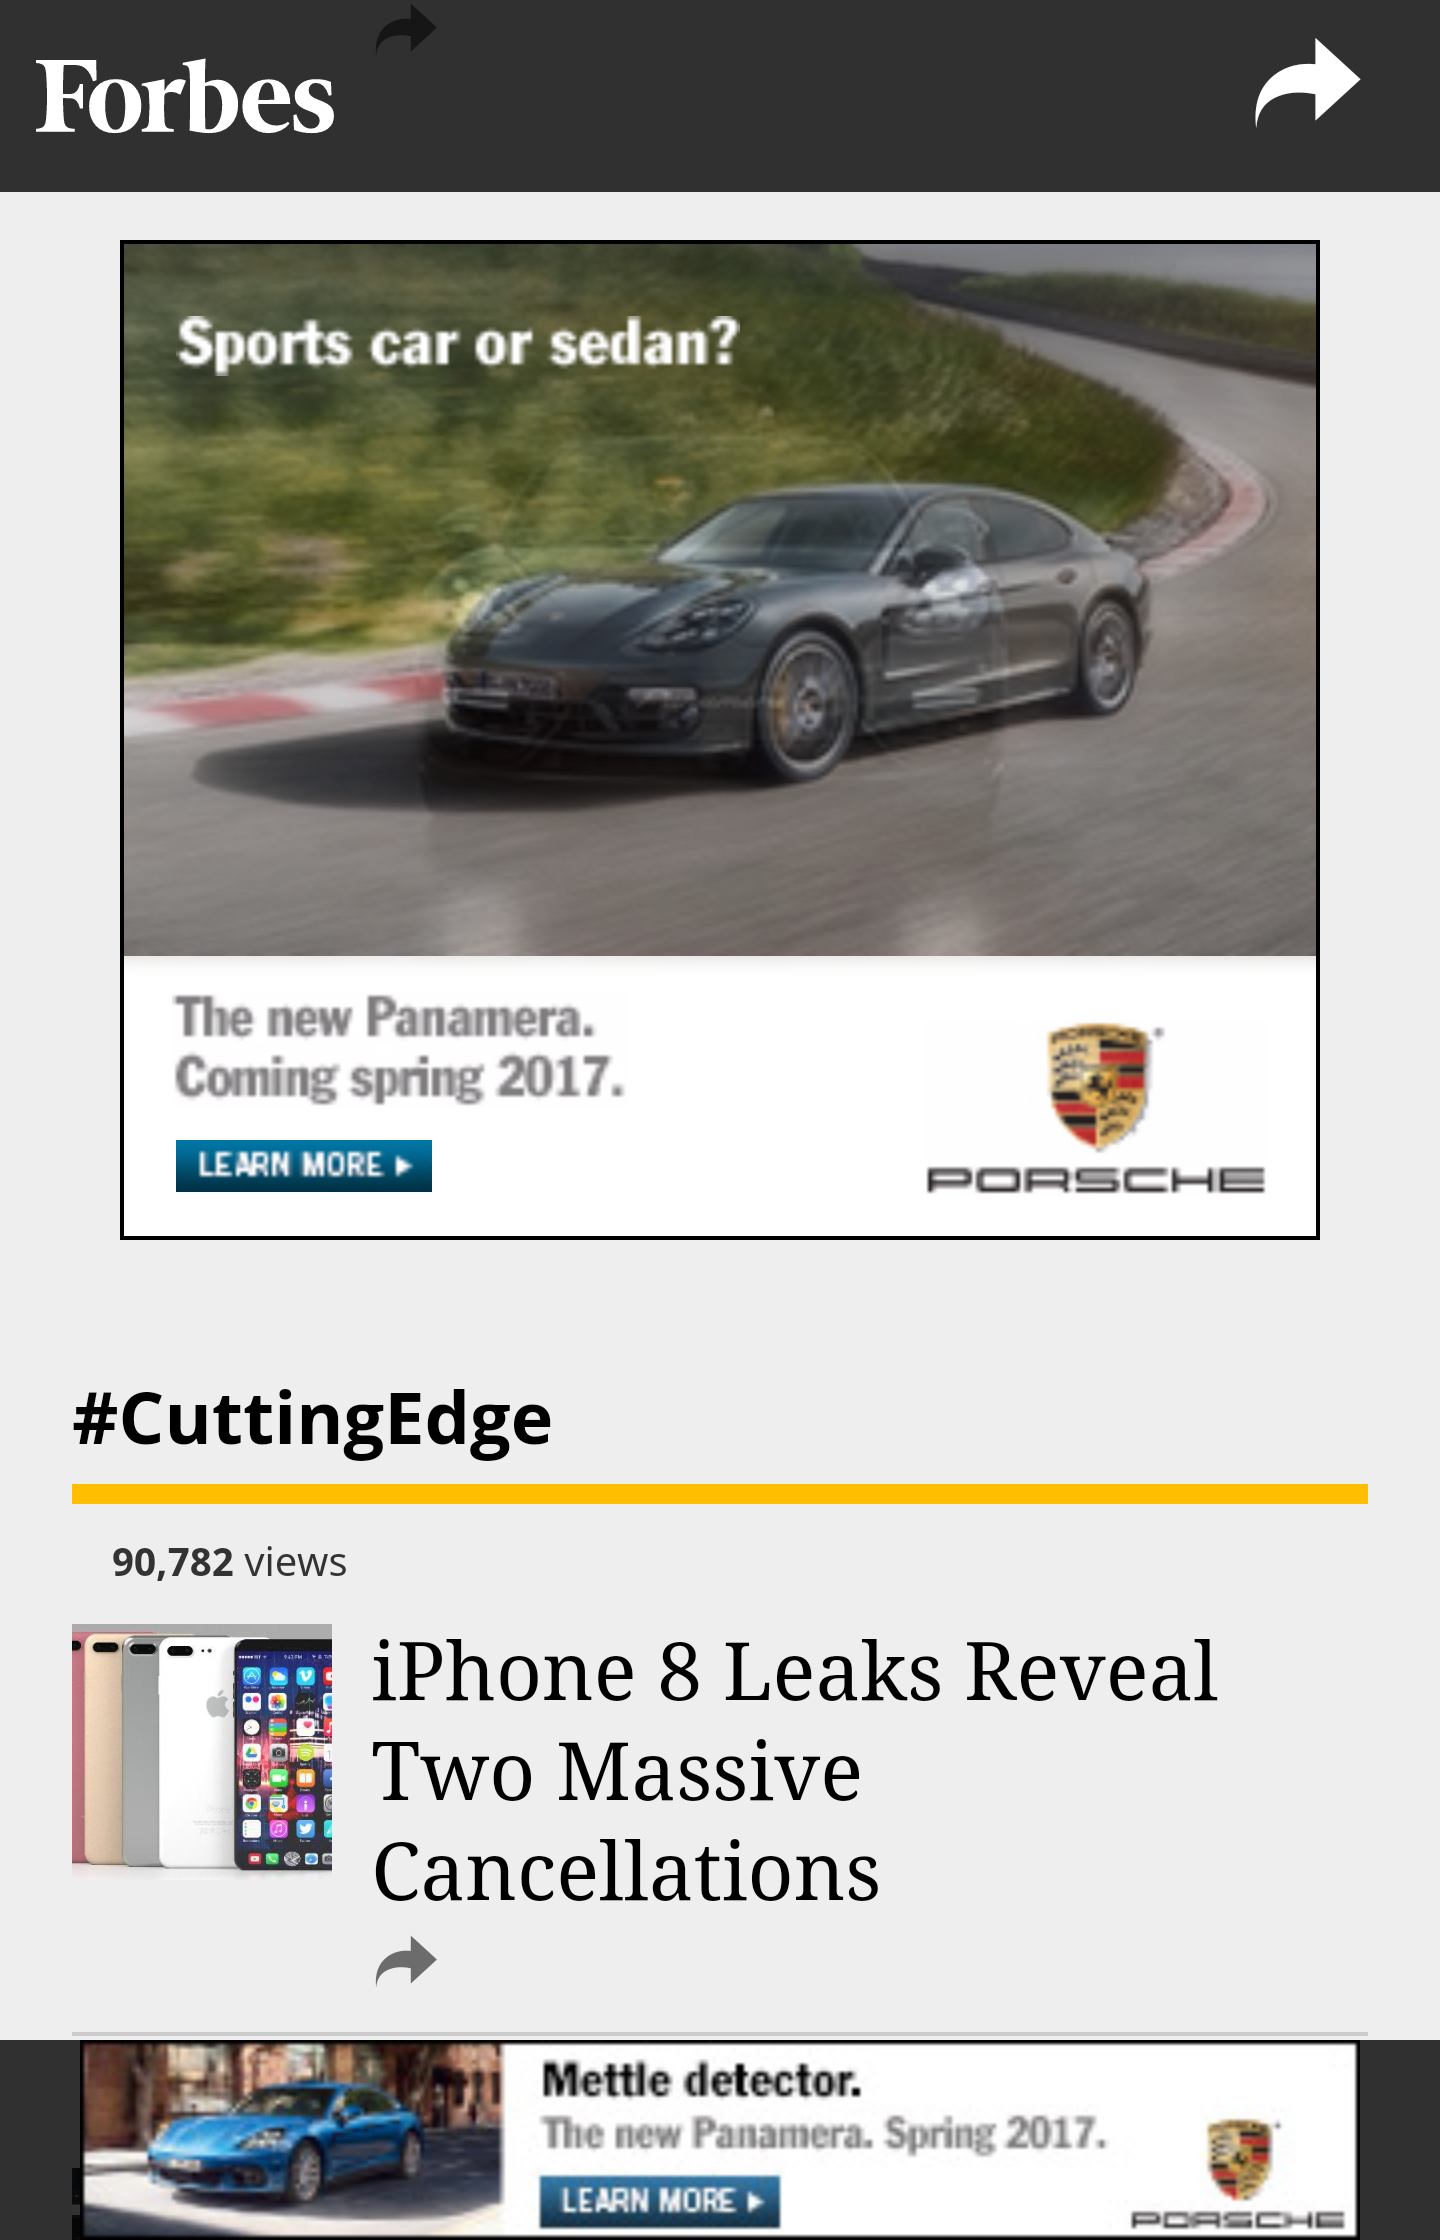 Forbes
Sports car or sedan?
The new Panamera.
Coming spring 2017.
LEARN MORE
PORSCHE
#CuttingEdge
90,782 views
iPhone 8 Leaks Reveal
Two Massive
Cancellations
Mettle detector.
The new Panamera. Spring 2017.
LEARN MORE
PORSCHE